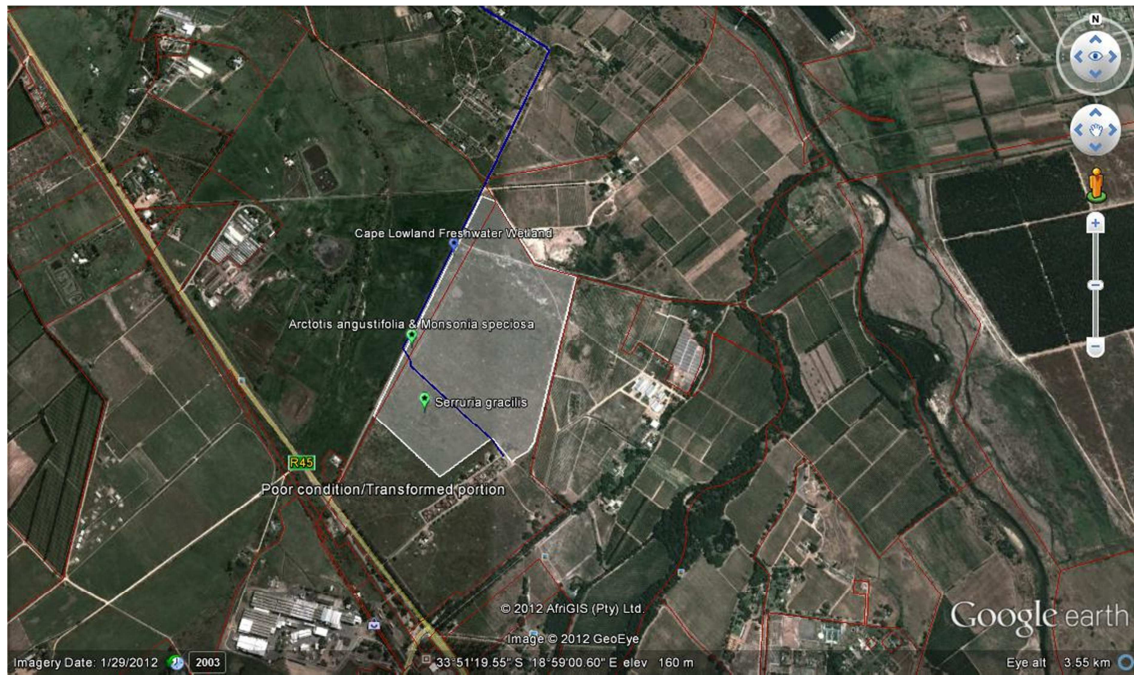 N
Cape Lowland Freshwater Wetland
Arctotis angustifolia & Monsonia speciosa
Serruria gracilis
R45
Poor condition/Transformed portion
© 2012 AfriGIS (Pty) Ltd
Image © 2012 GeoEye
Google earth
Imagery Date: 1/29/2012 2003 33°51'19.55" S 18°59'00.60" E elev 160 m Eye alt 3.55 km